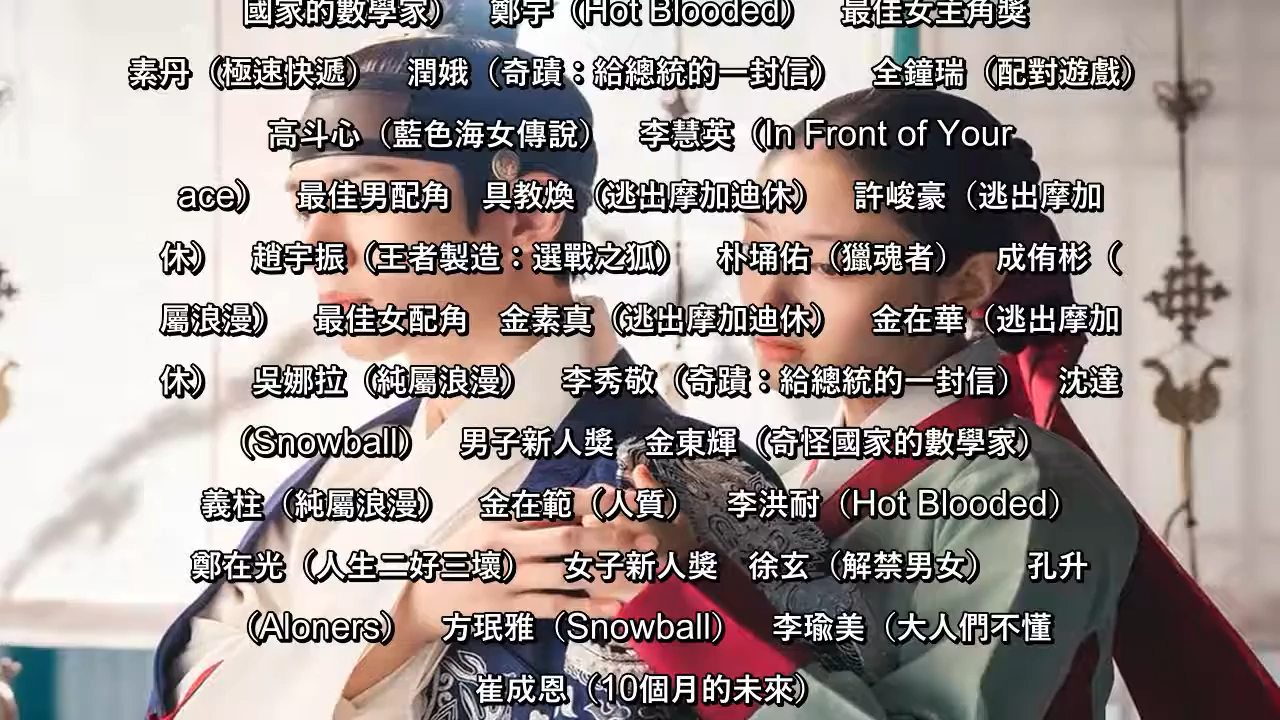 國家的數學家） 鄭宇（Hot Blooded） 最佳女主角獎
素丹（極速快遞） 潤娥（奇蹟：給總統的一封信） 全鐘瑞（配對遊戲）
高斗心（藍色海女傳說） 李慧英（In Front of Your
ace） 最佳男配角 具教煥（逃出摩加迪休） 許峻豪（逃出摩加
休） 趙宇振（王者製造：選戰之狐） 朴埇佑（獵魂者） 成侑彬（
屬浪漫） 最佳女配角 金素真（逃出摩加迪休） 金在華（逃出摩加
休） 吳娜拉（純屬浪漫） 李秀敬（奇蹟：給總統的一封信） 沈達
（Snowball） 男子新人獎 金東輝（奇怪國家的數學家）
義柱（純屬浪漫） 金在範（人質） 李洪耐（Hot Blooded）
鄭在光（人生二好三壞） 女子新人獎 徐玄（解禁男女） 孔升
（Aloners） 方珉雅（Snowball） 李瑜美（大人們不懂
崔成恩（10個月的未來）